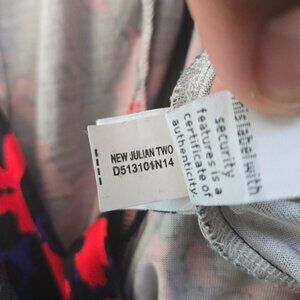 NEW JULIAN TWO
D513101N14
this label with
security
features is a
certificate of
authenticity